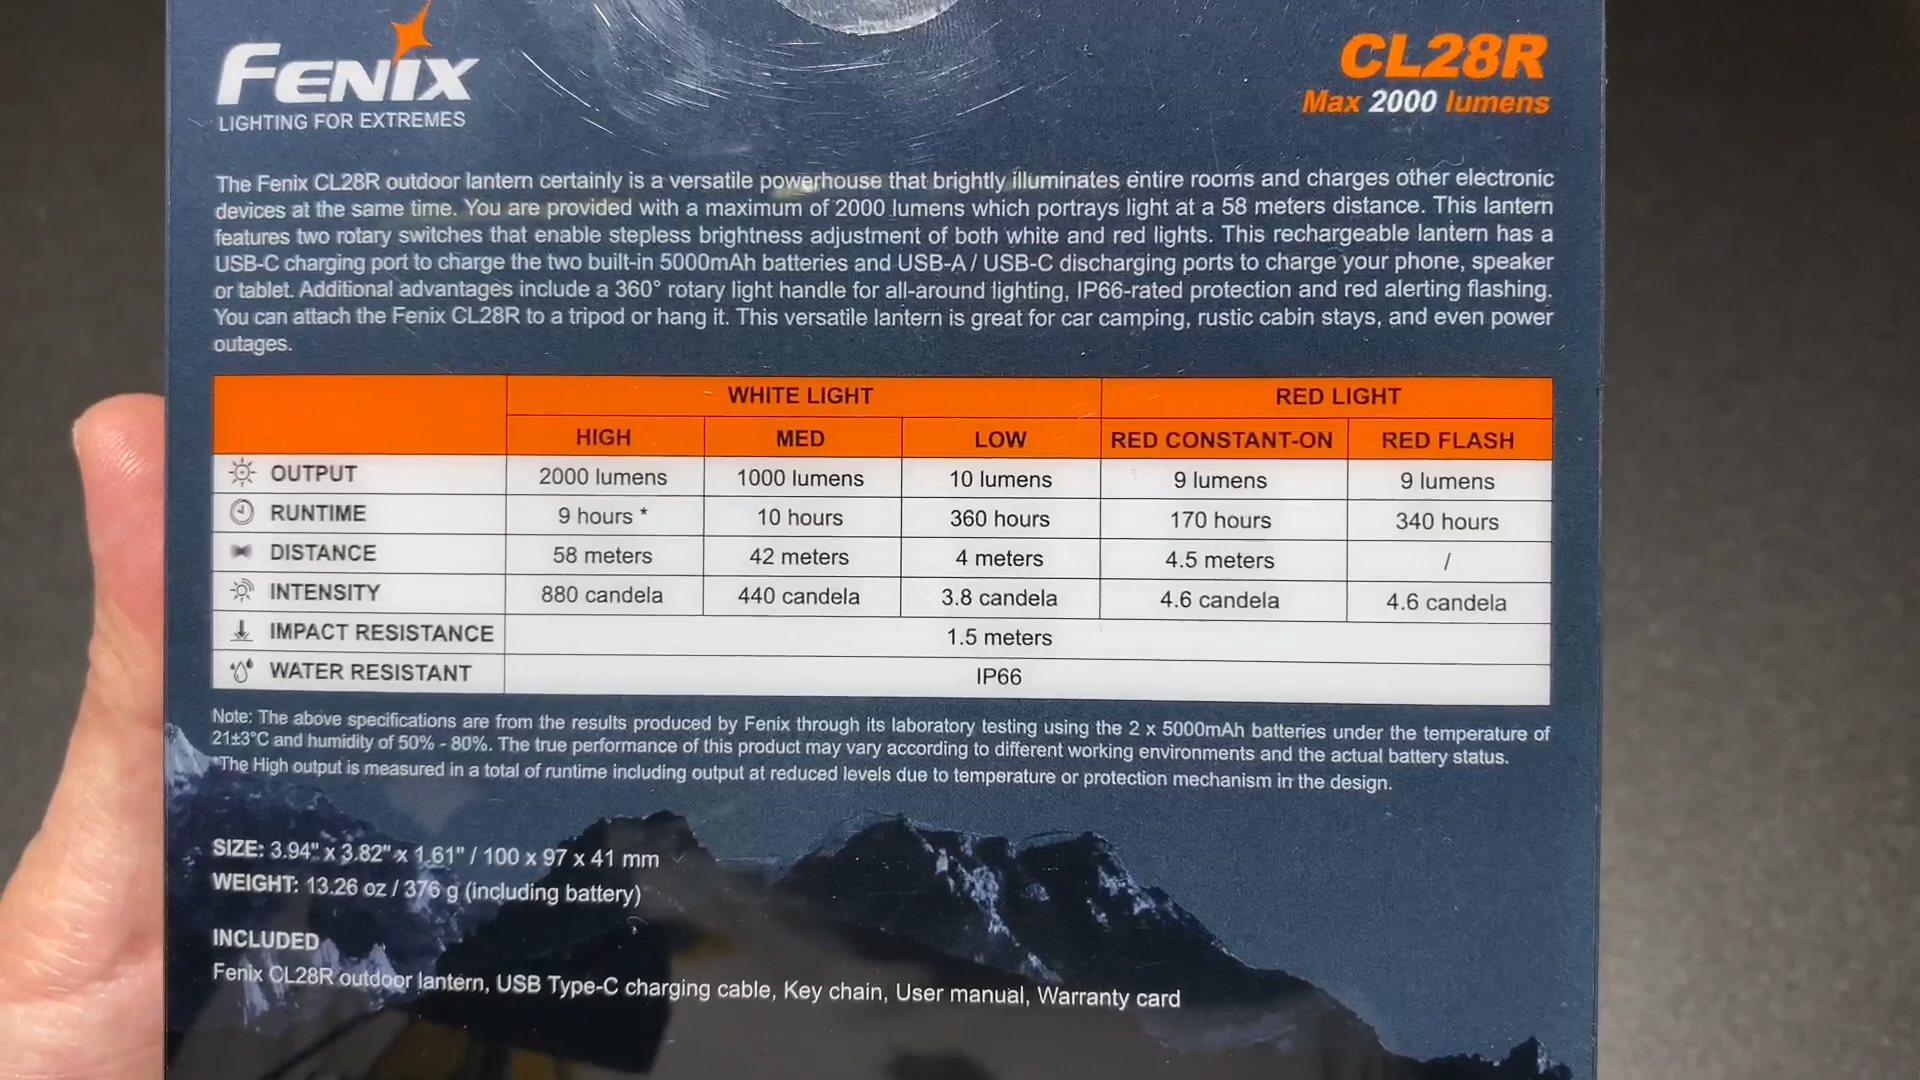 FENIX
LIGHTING FOR EXTREMES
CL28R
Max 2000 lumens
The Fenix CL28R outdoor lantern certainly is a versatile powerhouse that brightly illuminates entire rooms and charges other electronic
devices at the same time. You are provided with a maximum of 2000 lumens which portrays light at a 58 meters distance. This lantern
features two rotary switches that enable stepless brightness adjustment of both white and red lights. This rechargeable lantern has a
USB-C charging port to charge the two built-in 5000mAh batteries and USB-A / USB-C discharging ports to charge your phone, speaker
or tablet. Additional advantages include a 360° rotary light handle for all-around lighting, IP66-rated protection and red alerting flashing.
You can attach the Fenix CL28R to a tripod or hang it. This versatile lantern is great for car camping, rustic cabin stays, and even power
outages.
WHITE LIGHT RED LIGHT
HIGH MED LOW RED CONSTANT-ON RED FLASH
OUTPUT 2000 lumens 1000 lumens 10 lumens 9 lumens 9 lumens
RUNTIME 9 hours * 10 hours 360 hours 170 hours 340 hours
DISTANCE 58 meters 42 meters 4 meters 4.5 meters /
INTENSITY 880 candela 440 candela 3.8 candela 4.6 candela 4.6 candela
IMPACT RESISTANCE 1.5 meters
WATER RESISTANT IP66
Note: The above specifications are from the results produced by Fenix through its laboratory testing using the 2 x 5000mAh batteries under the temperature of
21±3°C and humidity of 50% - 80%. The true performance of this product may vary according to different working environments and the actual battery status.
*The High output is measured in a total of runtime including output at reduced levels due to temperature or protection mechanism in the design.
SIZE: 3.94" x 3.82" x 1.61" / 100 x 97 x 41 mm
WEIGHT: 13.26 oz / 376 g (including battery)
INCLUDED
Fenix CL28R outdoor lantern, USB Type-C charging cable, Key chain, User manual, Warranty card